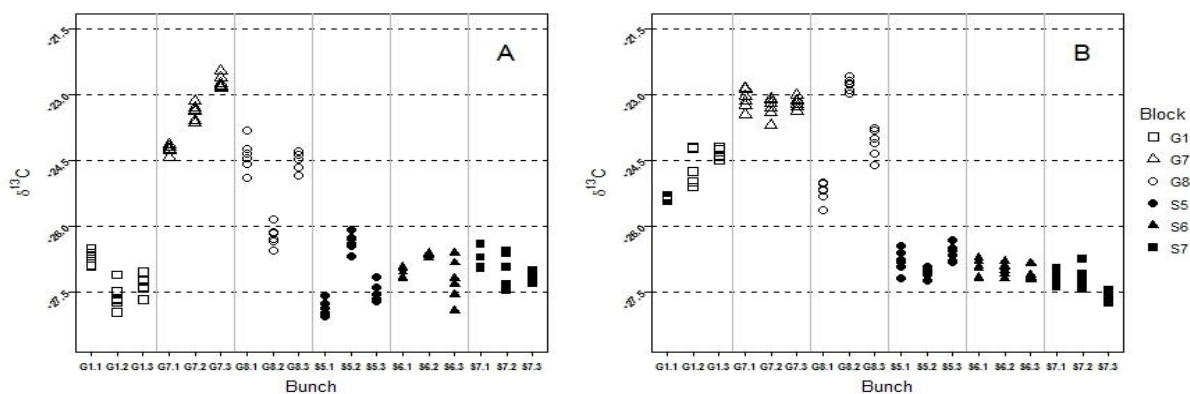 A
-21.5
-23.0
-24.5
-26.0
-27.5
δ¹³C
G1.1 G1.2 G1.3 G7.1 G7.2 G7.3 G8.1 G8.2 G8.3 S5.1 S5.2 S5.3 S6.1 S6.2 S6.3 S7.1 S7.2 S7.3
Bunch
B
-21.5
-23.0
-24.5
-26.0
-27.5
δ¹³C
G1.1 G1.2 G1.3 G7.1 G7.2 G7.3 G8.1 G8.2 G8.3 S5.1 S5.2 S5.3 S6.1 S6.2 S6.3 S7.1 S7.2 S7.3
Bunch
Block
G1
G7
G8
S5
S6
S7